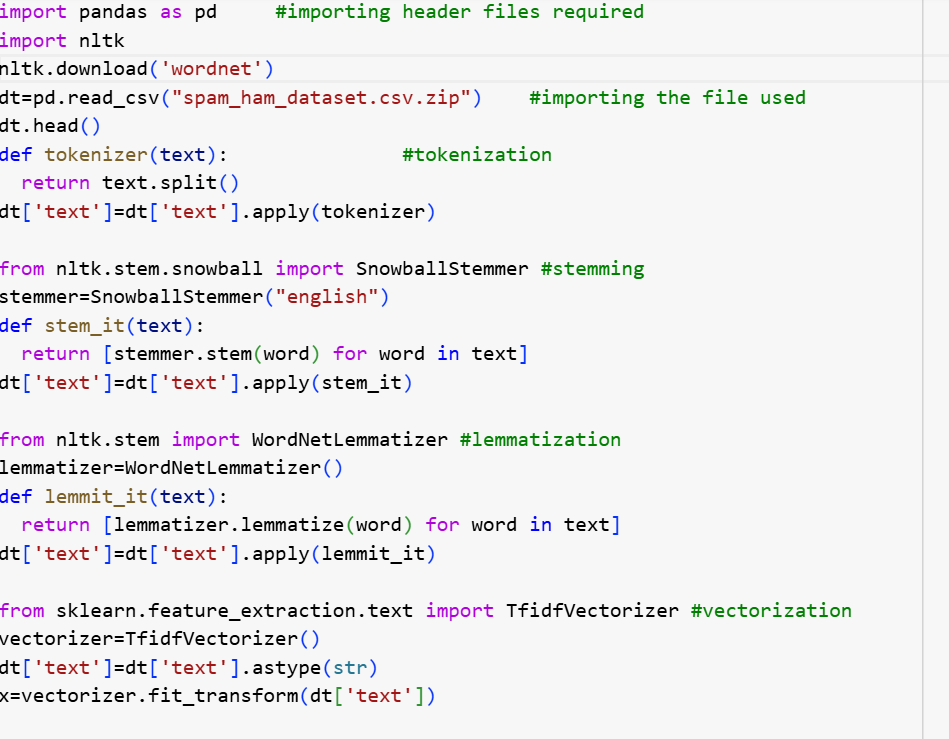 import pandas as pd     #importing header files required
import nltk
nltk.download('wordnet')
dt=pd.read_csv("spam_ham_dataset.csv.zip")    #importing the file used
dt.head()
def tokenizer(text):               #tokenization
  return text.split()
dt['text']=dt['text'].apply(tokenizer)
from nltk.stem.snowball import SnowballStemmer #stemming
stemmer=SnowballStemmer("english")
def stem_it(text):
  return [stemmer.stem(word) for word in text]
dt['text']=dt['text'].apply(stem_it)
from nltk.stem import WordNetLemmatizer #lemmatization
lemmatizer=WordNetLemmatizer()
def lemmit_it(text):
  return [lemmatizer.lemmatize(word) for word in text]
dt['text']=dt['text'].apply(lemmit_it)
from sklearn.feature_extraction.text import TfidfVectorizer #vectorization
vectorizer=TfidfVectorizer()
dt['text']=dt['text'].astype(str)
x=vectorizer.fit_transform(dt['text'])